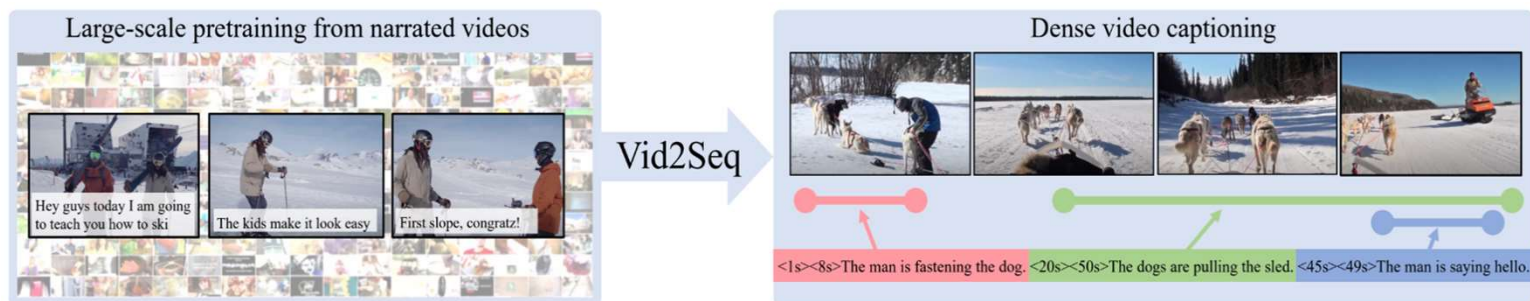 Large-scale pretraining from narrated videos
Hey guys today I am going
to teach you how to ski
The kids make it look easy
First slope, congratz!
Vid2Seq
Dense video captioning
<1s><8s>The man is fastening the dog.
<20s><50s>The dogs are pulling the sled.
<45s><49s>The man is saying hello.